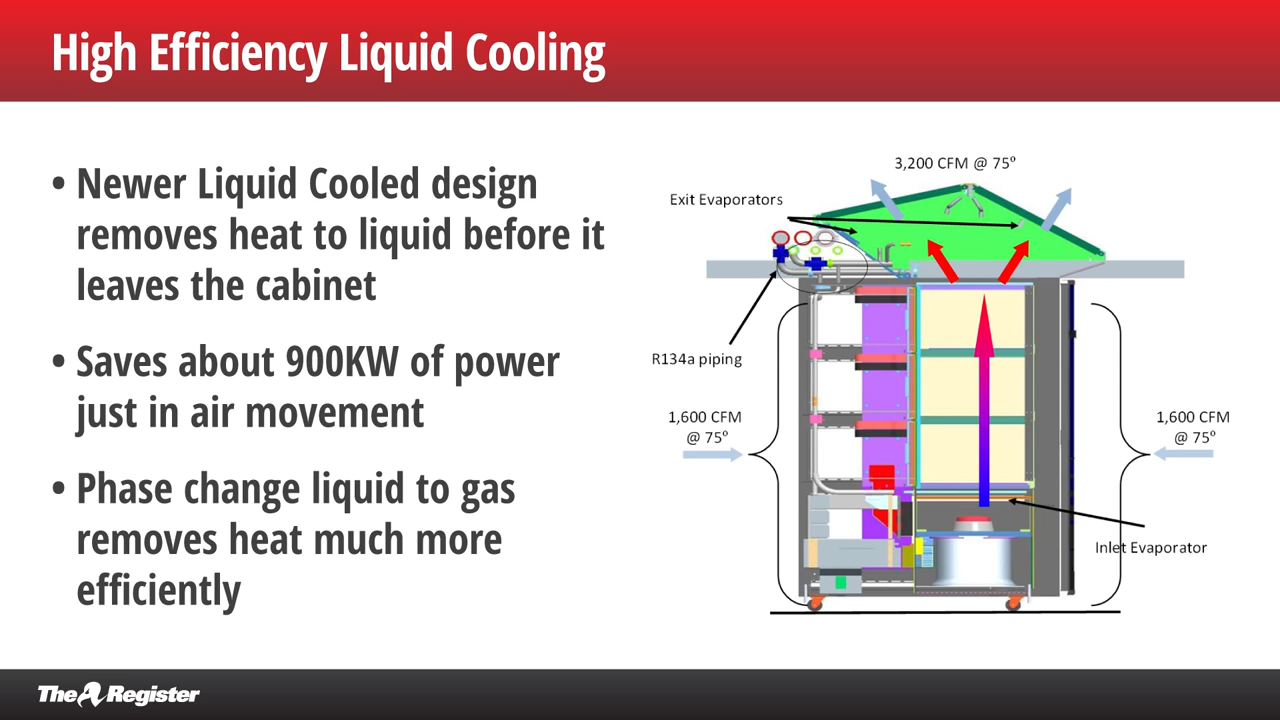 High Efficiency Liquid Cooling
• Newer Liquid Cooled design
removes heat to liquid before it
leaves the cabinet
• Saves about 900KW of power
just in air movement
• Phase change liquid to gas
removes heat much more
efficiently
3,200 CFM @ 75º
Exit Evaporators
R134a piping
1,600 CFM
@ 75º
1,600 CFM
@ 75º
Inlet Evaporator
The Register